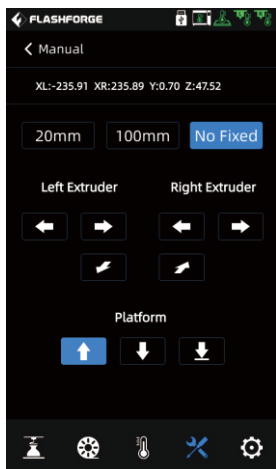 FLASHFORGE
Manual
XL:-235.91 XR:235.89 Y:0.70 Z:47.52
20mm 100mm No Fixed
Left Extruder Right Extruder
Platform